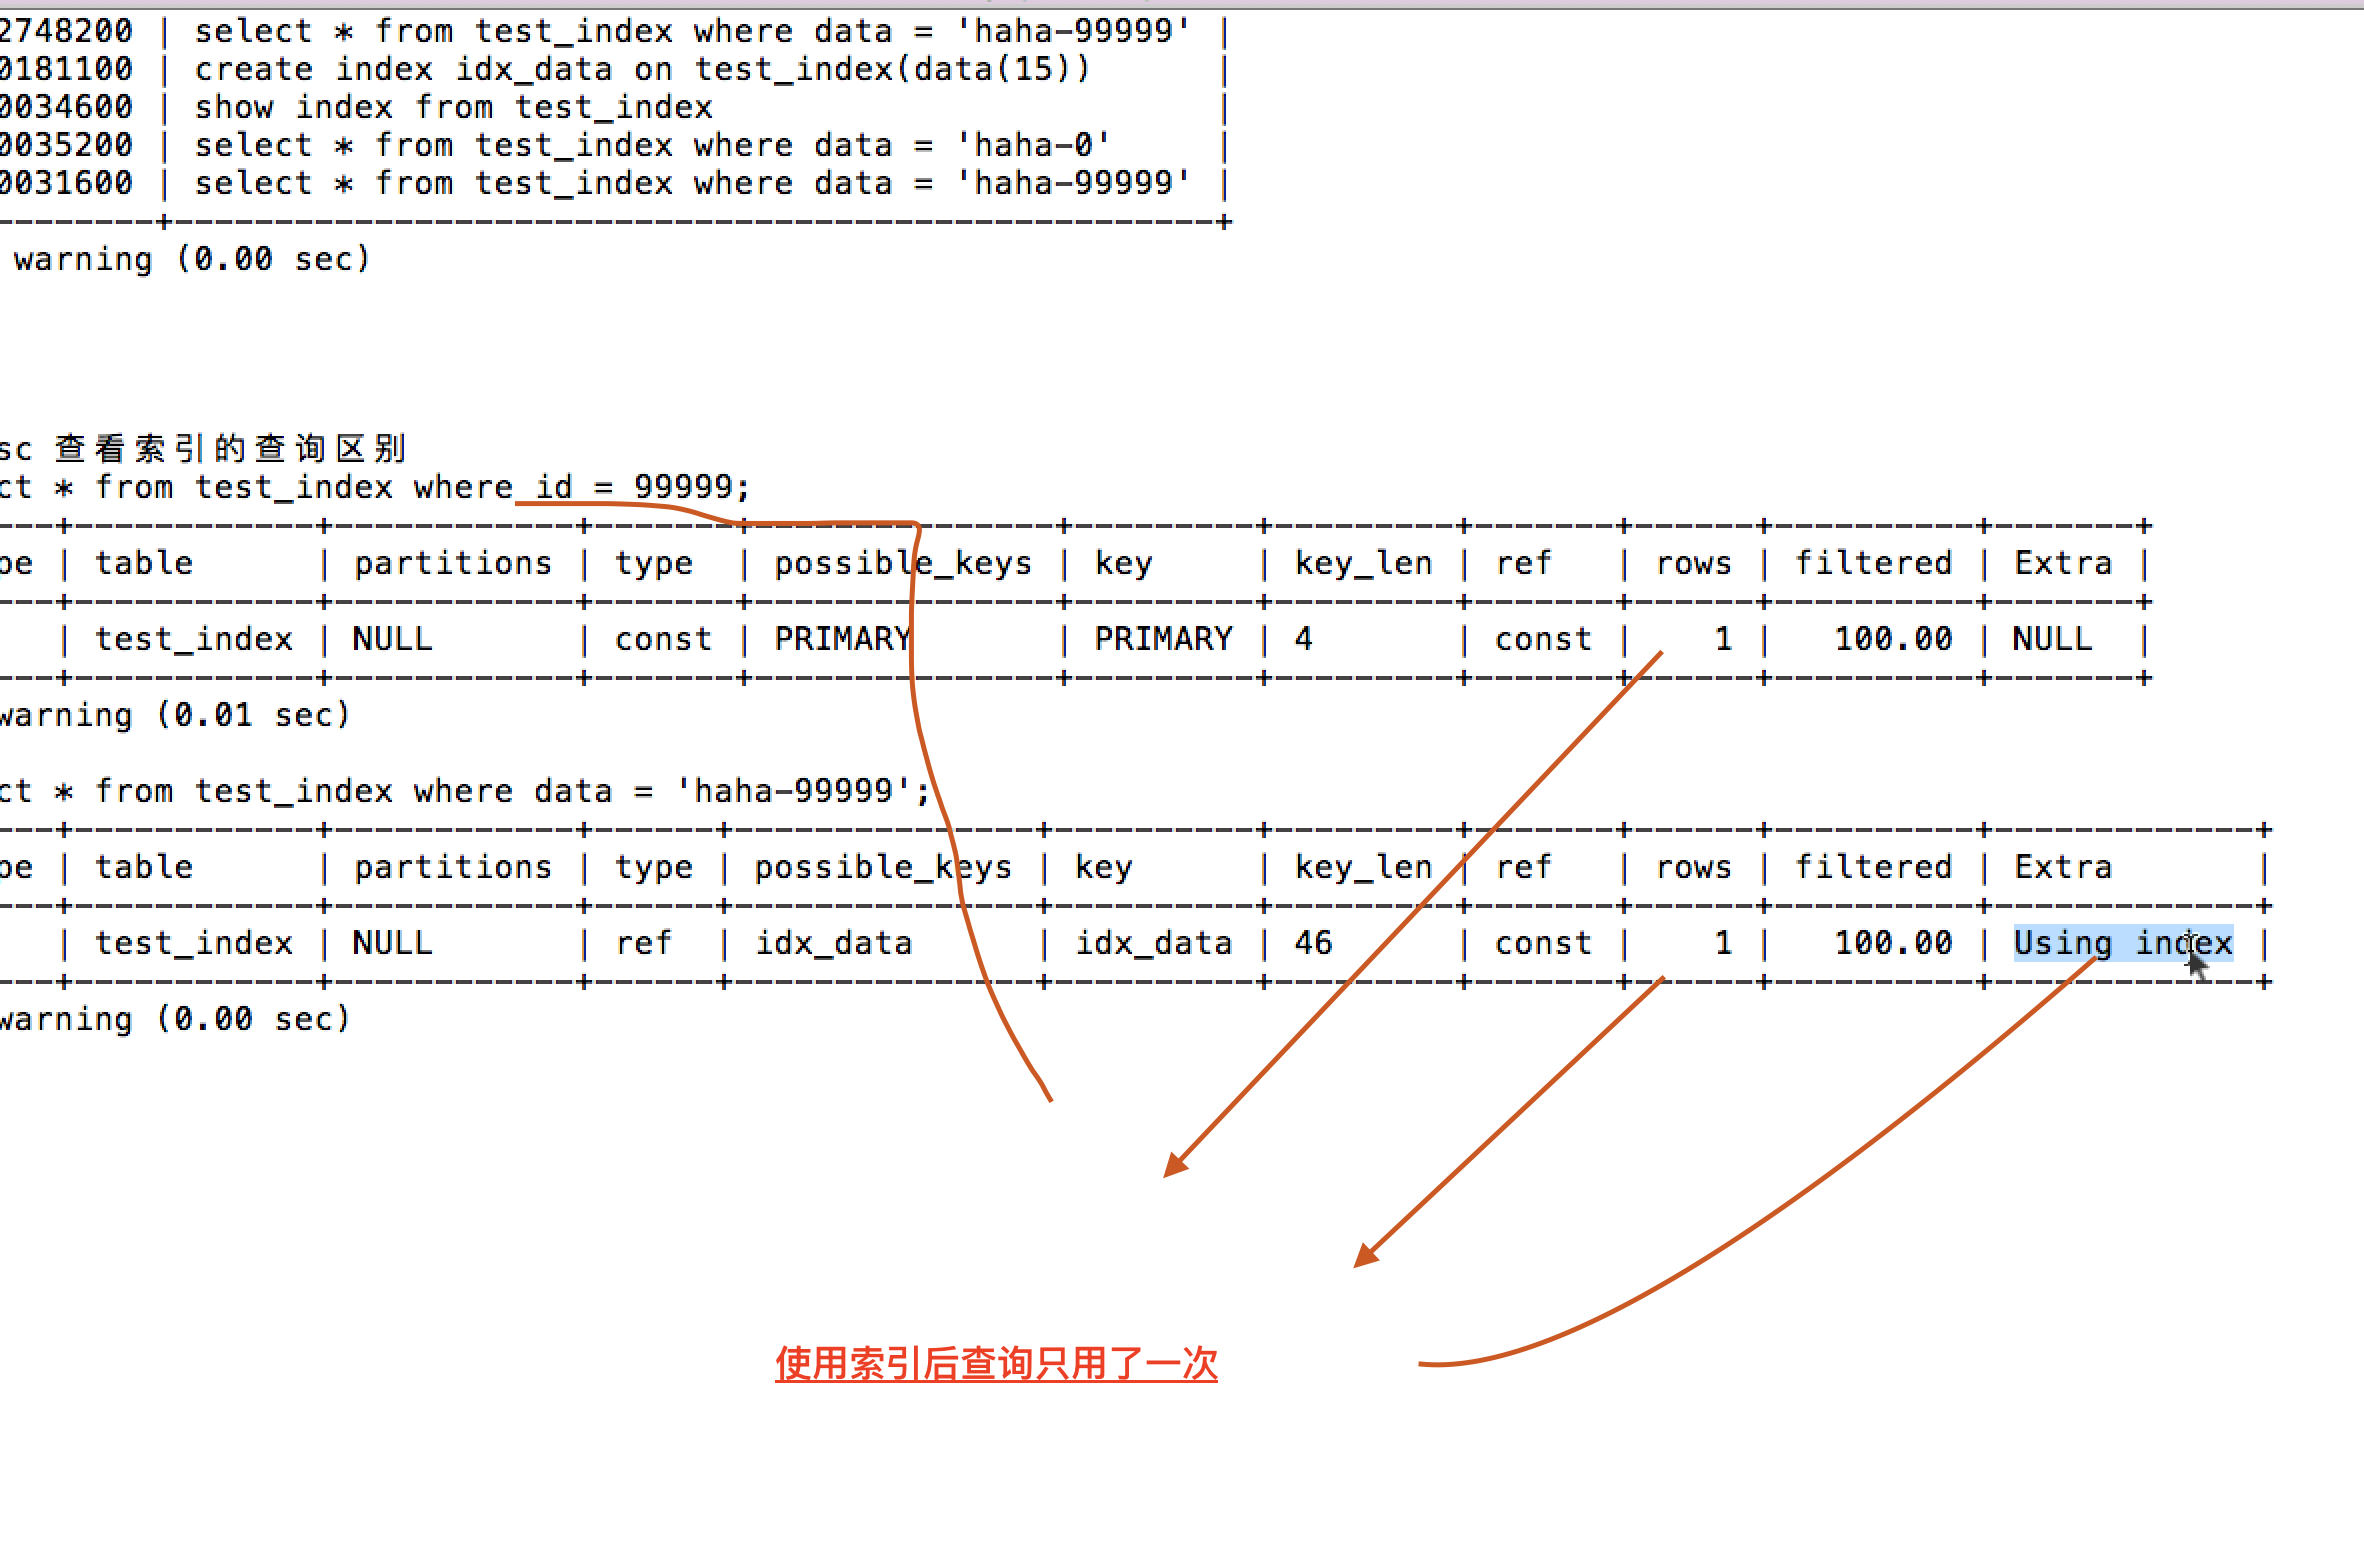 2748200 | select * from test_index where data = 'haha-99999' |
0181100 | create index idx_data on test_index(data(15))      |
0034600 | show index from test_index                         |
0035200 | select * from test_index where data = 'haha-0'     |
0031600 | select * from test_index where data = 'haha-99999' |
--------+----------------------------------------------------+
warning (0.00 sec)
sc 查看索引的查询区别
ct * from test_index where id = 99999;
---+------------+------------+-------+---------------+---------+---------+-------+------+----------+-------+
pe | table      | partitions | type  | possible_keys | key     | key_len | ref   | rows | filtered | Extra |
---+------------+------------+-------+---------------+---------+---------+-------+------+----------+-------+
   | test_index | NULL       | const | PRIMARY       | PRIMARY | 4       | const |    1 |   100.00 | NULL  |
---+------------+------------+-------+---------------+---------+---------+-------+------+----------+-------+
warning (0.01 sec)
ct * from test_index where data = 'haha-99999';
---+------------+------------+------+---------------+----------+---------+-------+------+----------+-------------+
pe | table      | partitions | type | possible_keys | key      | key_len | ref   | rows | filtered | Extra       |
---+------------+------------+------+---------------+----------+---------+-------+------+----------+-------------+
   | test_index | NULL       | ref  | idx_data      | idx_data | 46      | const |    1 |   100.00 | Using index |
---+------------+------------+------+---------------+----------+---------+-------+------+----------+-------------+
warning (0.00 sec)
使用索引后查询只用了一次